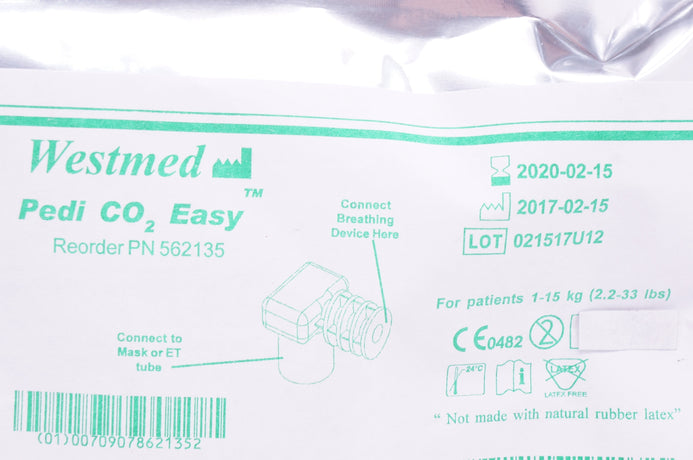 Westmed
Pedi CO₂ Easy™
Reorder PN 562135
2020-02-15
2017-02-15
LOT 021517U12
Connect
Breathing
Device Here
For patients 1-15 kg (2.2-33 lbs)
CE0482 2
Connect to
Mask or ET
tube
24°C i LATEX
LATEX FREE
" Not made with natural rubber latex"
(01)00709078621352